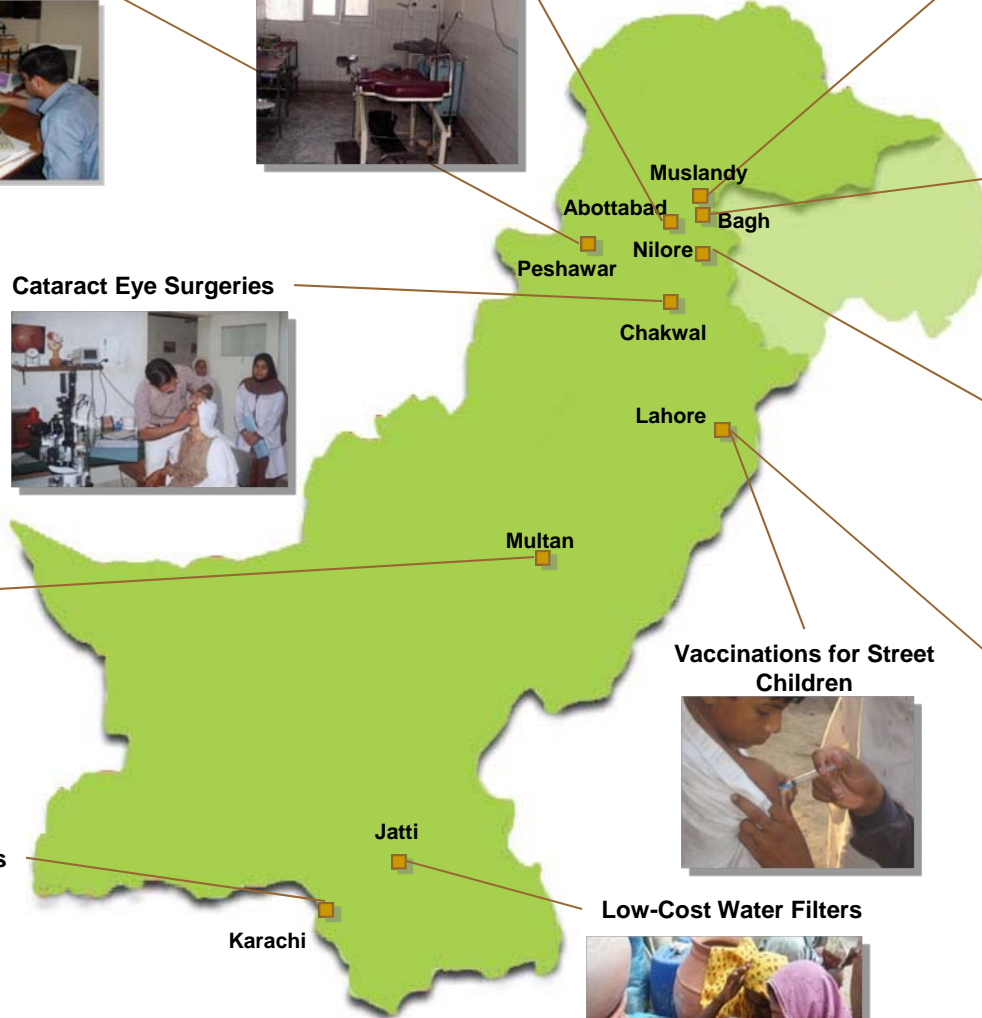 Muslandy
Abottabad
Bagh
Nilore
Peshawar
Cataract Eye Surgeries
Chakwal
Lahore
Multan
Vaccinations for Street
Children
Jatti
Low-Cost Water Filters
Karachi